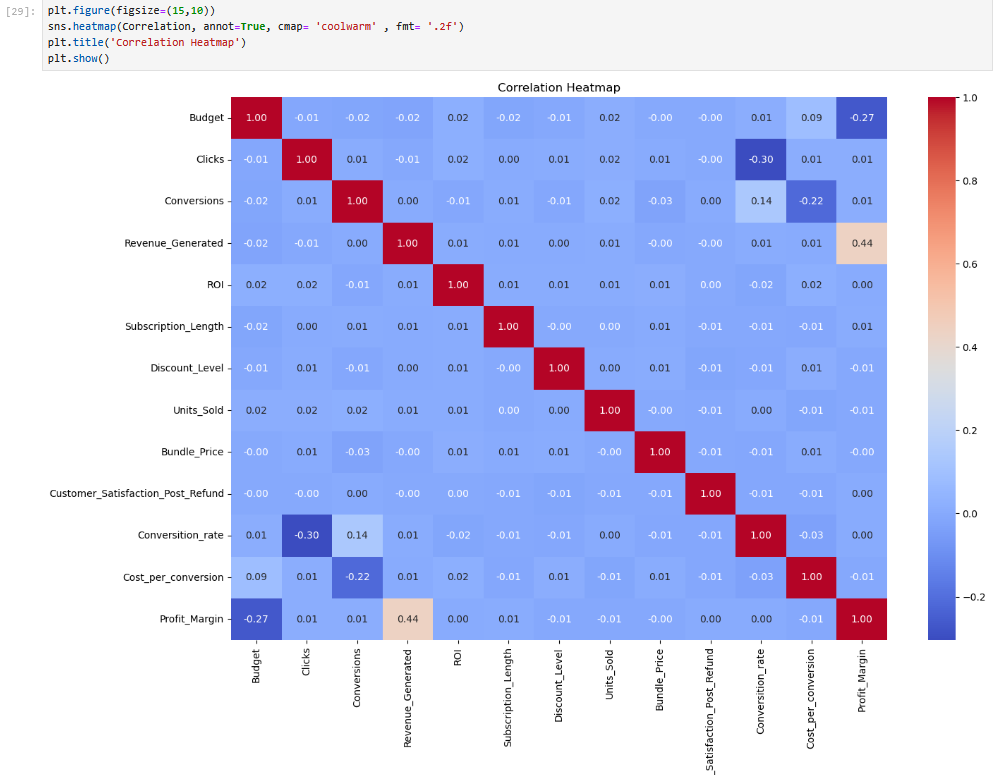 [29]:
plt.figure(figsize=(15,10))
sns.heatmap(Correlation, annot=True, cmap= 'coolwarm' , fmt= '.2f')
plt.title('Correlation Heatmap')
plt.show()
Correlation Heatmap
Budget 1.00 -0.01 -0.02 -0.02 0.02 -0.02 -0.01 0.02 -0.00 -0.00 0.01 0.09 -0.27
Clicks -0.01 1.00 0.01 -0.01 0.02 0.00 0.01 0.02 0.01 -0.00 -0.30 0.01 0.01
Conversions -0.02 0.01 1.00 0.00 -0.01 0.01 -0.01 0.02 -0.03 0.00 0.14 -0.22 0.01
Revenue_Generated -0.02 -0.01 0.00 1.00 0.01 0.01 0.00 0.01 -0.00 -0.00 0.01 0.01 0.44
ROI 0.02 0.02 -0.01 0.01 1.00 0.01 0.01 0.01 0.01 0.00 -0.02 0.02 0.00
Subscription_Length -0.02 0.00 0.01 0.01 0.01 1.00 -0.00 0.00 0.01 -0.01 -0.01 -0.01 0.01
Discount_Level -0.01 0.01 -0.01 0.00 0.01 -0.00 1.00 0.00 0.01 -0.01 -0.01 0.01 -0.01
Units_Sold 0.02 0.02 0.02 0.01 0.01 0.00 0.00 1.00 -0.00 -0.01 0.00 -0.01 -0.01
Bundle_Price -0.00 0.01 -0.03 -0.00 0.01 0.01 0.01 -0.00 1.00 -0.01 -0.01 0.01 -0.00
Customer_Satisfaction_Post_Refund -0.00 -0.00 0.00 -0.00 0.00 -0.01 -0.01 -0.01 -0.01 1.00 -0.01 -0.01 0.00
Conversition_rate 0.01 -0.30 0.14 0.01 -0.02 -0.01 -0.01 0.00 -0.01 -0.01 1.00 -0.03 0.00
Cost_per_conversion 0.09 0.01 -0.22 0.01 0.02 -0.01 0.01 -0.01 0.01 -0.01 -0.03 1.00 -0.01
Profit_Margin -0.27 0.01 0.01 0.44 0.00 0.01 -0.01 -0.01 -0.00 0.00 0.00 -0.01 1.00
Budget
Clicks
Conversions
Revenue_Generated
ROI
Subscription_Length
Discount_Level
Units_Sold
Bundle_Price
_Satisfaction_Post_Refund
Conversition_rate
Cost_per_conversion
Profit_Margin
1.0
0.8
0.6
0.4
0.2
0.0
−0.2